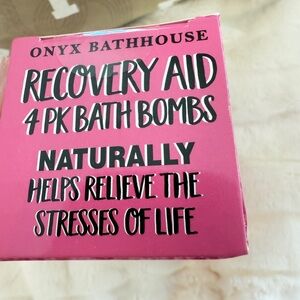 ONYX BATHHOUSE
RECOVERY AID
4 PK BATH BOMBS
NATURALLY
HELPS RELIEVE THE
STRESSES OF LIFE